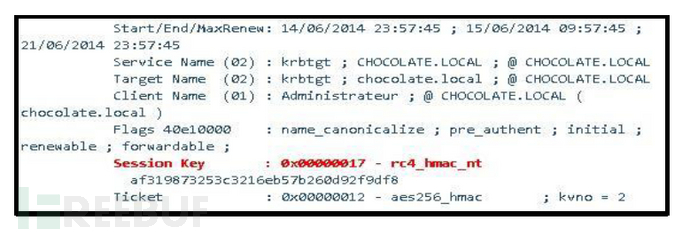 Start/End/MaxRenew: 14/06/2014 23:57:45 ; 15/06/2014 09:57:45 ;
21/06/2014 23:57:45
Service Name (02) : krbtgt ; CHOCOLATE.LOCAL ; @ CHOCOLATE.LOCAL
Target Name  (02) : krbtgt ; chocolate.local ; @ CHOCOLATE.LOCAL
Client Name  (01) : Administrateur ; @ CHOCOLATE.LOCAL (
chocolate.local )
Flags 40e10000    : name_canonicalize ; pre_authent ; initial ;
renewable ; forwardable ;
Session Key       : 0x00000017 - rc4_hmac_nt
af319873253c3216eb57b260d92f9df8
Ticket            : 0x00000012 - aes256_hmac       ; kvno = 2
REEBUF